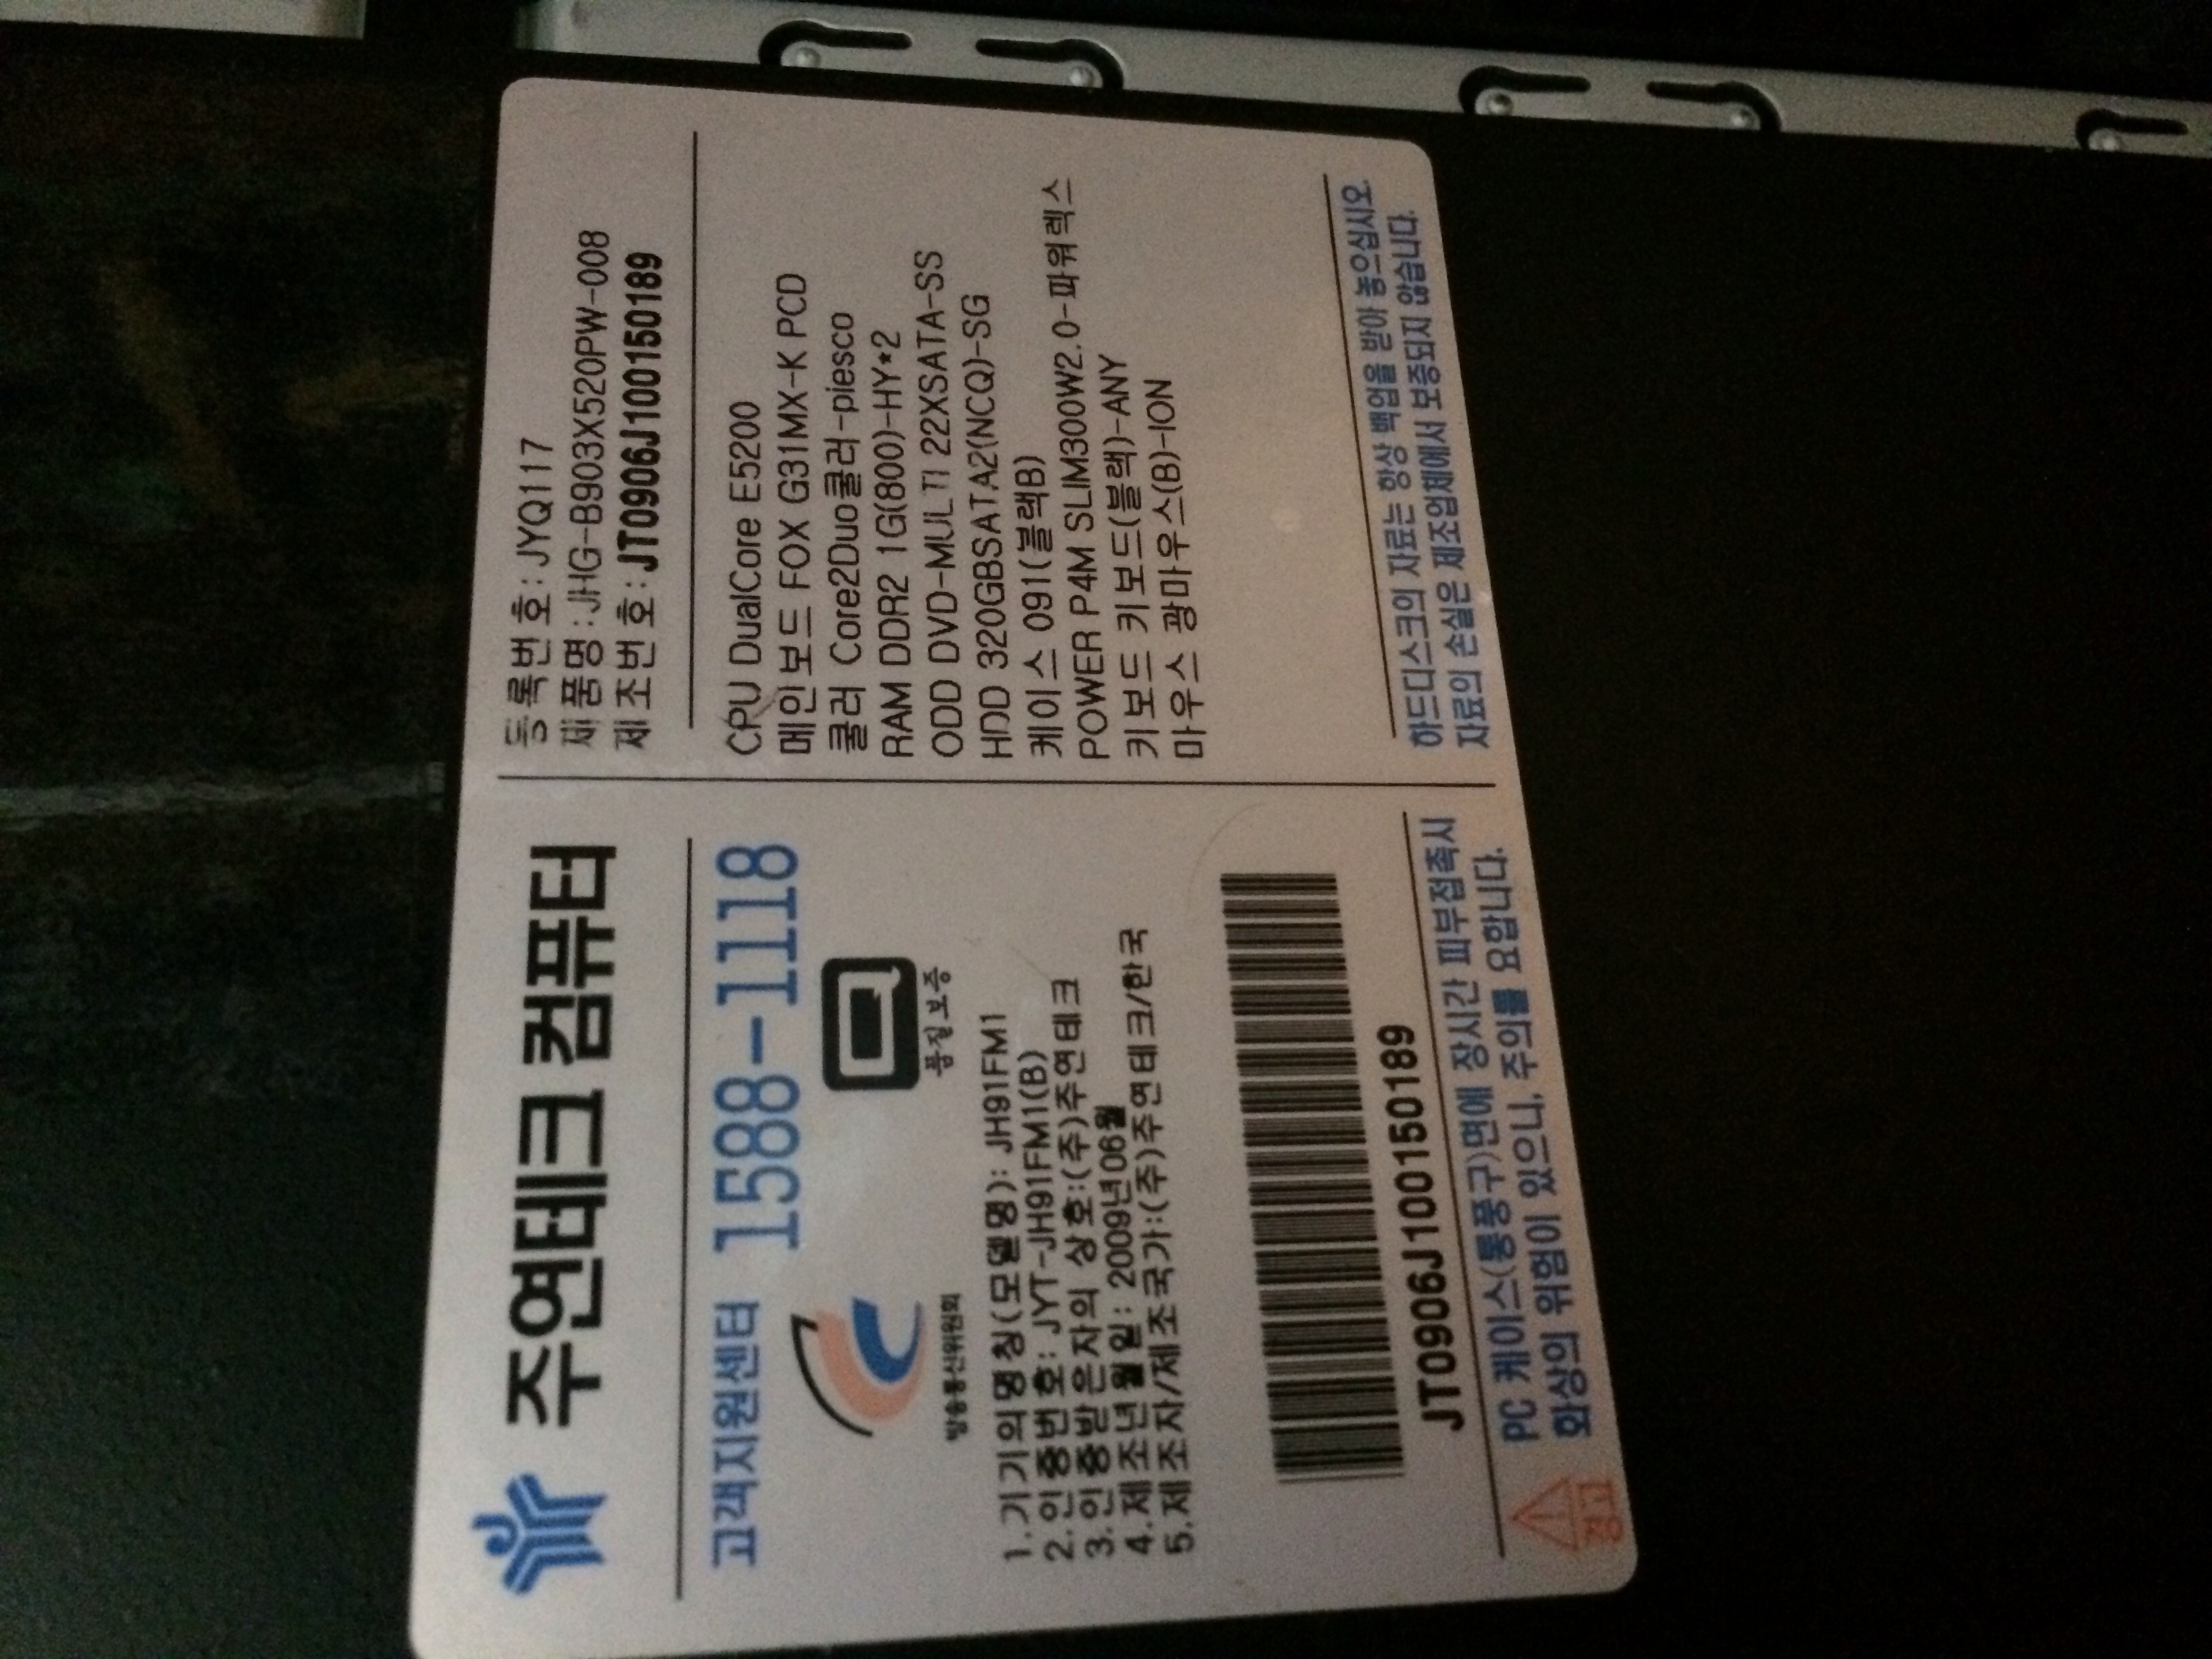 주연테크 컴퓨터
고객지원센터 1588-1118
방송통신위원회
품질보증
1.기기의명칭(모델명): JH91FM1
2.인증번호: JYT-JH91FM1(B)
3.인증받은자의 상호:(주)주연테크
4.제조년월일: 2009년06월
5.제조자/제조국가:(주)주연테크/한국
JT0906J100150189
경고
PC 케이스(통풍구)면에 장시간 피부접촉시
화상의 위험이 있으니, 주의를 요합니다.
등록번호: JYQ117
제품명:JHG-B903X520PW-008
제조번호: JT0906J100150189
CPU DualCore E5200
메인보드 FOX G31MX-K PCD
쿨러 Core2Duo쿨러-piesco
RAM DDR2 1G(800)-HY*2
ODD DVD-MULTI 22XSATA-SS
HDD 320GBSATA2(NCQ)-SG
케이스 091(블랙B)
POWER P4M SLIM300W2.0-파워렉스
키보드 키보드(블랙)-ANY
마우스 광마우스(B)-ION
하드디스크의 자료는 항상 백업을 받아 놓으십시오.
자료의 손실은 제조업체에서 보증되지 않습니다.